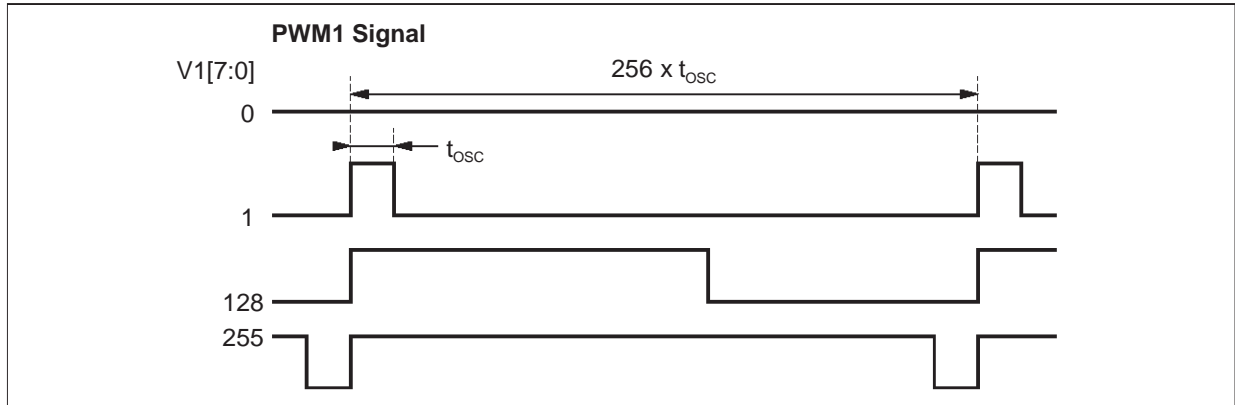 PWM1 Signal
V1[7:0]
256 x tOSC
0
tOSC
1
128
255